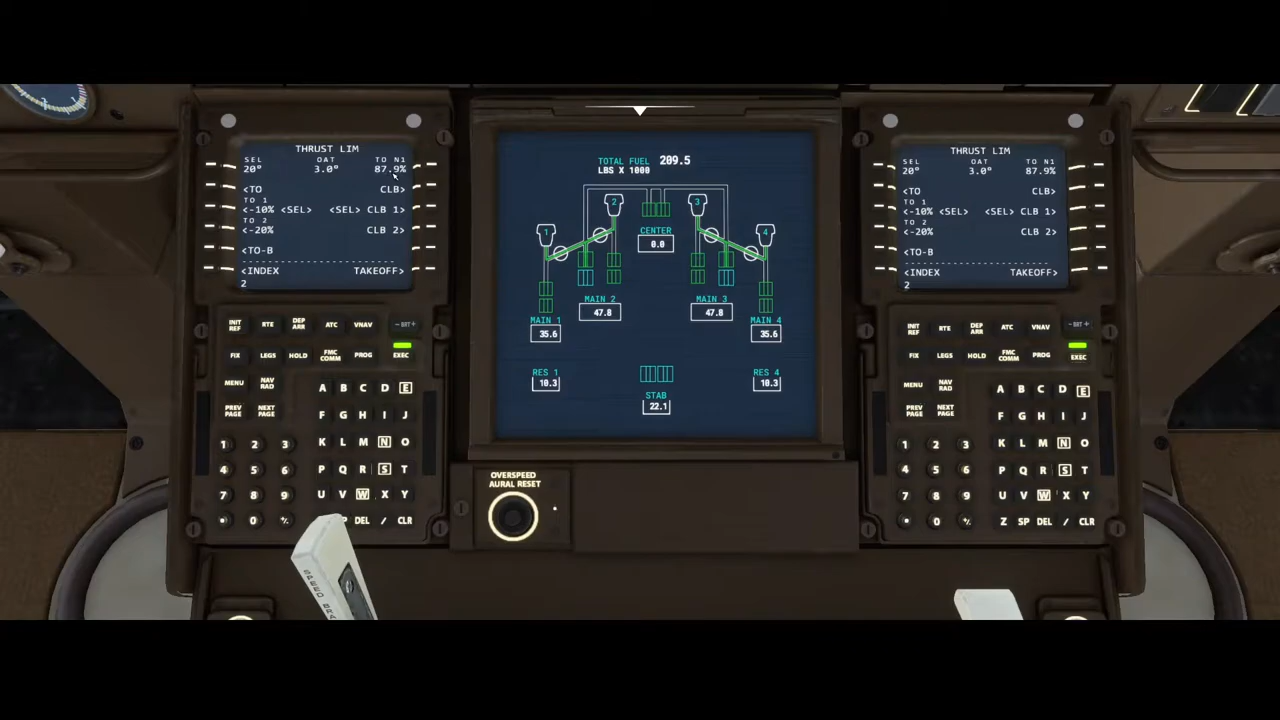 THRUST LIM
SEL OAT TO N1
20° 3.0° 87.9%
<TO CLB>
TO 1
<-10% <SEL> <SEL> CLB 1>
TO 2
<-20% CLB 2>
<TO-B
<INDEX TAKEOFF>
2
INIT REF RTE DEP ARR ATC VNAV - BRT +
FIX LEGS HOLD FMC COMM PROG EXEC
MENU NAV RAD
PREV PAGE NEXT PAGE
A B C D E
F G H I J
K L M N O
P Q R S T
U V W X Y
DEL / CLR
1 2 3
4 5 6
7 8 9
. 0 +/-
TOTAL FUEL 209.5
LBS X 1000
2 3
1 4
CENTER
0.0
MAIN 2 MAIN 3
47.8 47.8
MAIN 1 MAIN 4
35.6 35.6
RES 1 RES 4
10.3 10.3
STAB
22.1
OVERSPEED
AURAL RESET
THRUST LIM
SEL OAT TO N1
20° 3.0° 87.9%
<TO CLB>
TO 1
<-10% <SEL> <SEL> CLB 1>
TO 2
<-20% CLB 2>
<TO-B
<INDEX TAKEOFF>
2
INIT REF RTE DEP ARR ATC VNAV - BRT +
FIX LEGS HOLD FMC COMM PROG EXEC
MENU NAV RAD
PREV PAGE NEXT PAGE
A B C D E
F G H I J
K L M N O
P Q R S T
U V W X Y
Z SP DEL / CLR
1 2 3
4 5 6
7 8 9
. 0 +/-